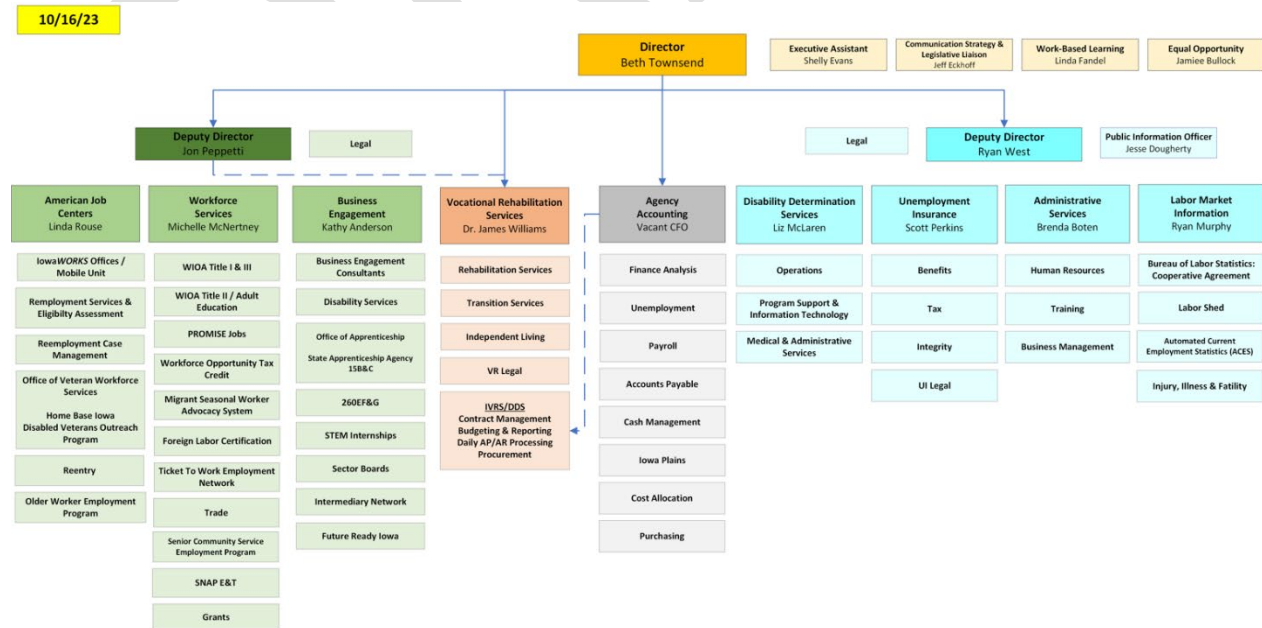 10/16/23
Director
Beth Townsend
Executive Assistant
Shelly Evans
Communication Strategy &
Legislative Liaison
Jeff Eckhoff
Work-Based Learning
Linda Fandel
Equal Opportunity
Jamiee Bullock
Deputy Director
Jon Peppetti
Legal
Legal
Deputy Director
Ryan West
Public Information Officer
Jesse Dougherty
American Job
Centers
Linda Rouse
IowaWORKS Offices /
Mobile Unit
Remployment Services &
Eligibilty Assessment
Reemployment Case
Management
Office of Veteran Workforce
Services
Home Base Iowa
Disabled Veterans Outreach
Program
Reentry
Older Worker Employment
Program
Workforce
Services
Michelle McNertney
WIOA Title I & III
WIOA Title II / Adult
Education
PROMISE Jobs
Workforce Opportunity Tax
Credit
Migrant Seasonal Worker
Advocacy System
Foreign Labor Certification
Ticket To Work Employment
Network
Trade
Senior Community Service
Employment Program
SNAP E&T
Grants
Business
Engagement
Kathy Anderson
Business Engagement
Consultants
Disability Services
Office of Apprenticeship
State Apprenticeship Agency
15B&C
260EF&G
STEM Internships
Sector Boards
Intermediary Network
Future Ready Iowa
Vocational Rehabilitation
Services
Dr. James Williams
Rehabilitation Services
Transition Services
Independent Living
VR Legal
IVRS/DDS
Contract Management
Budgeting & Reporting
Daily AP/AR Processing
Procurement
Agency
Accounting
Vacant CFO
Finance Analysis
Unemployment
Payroll
Accounts Payable
Cash Management
Iowa Plains
Cost Allocation
Purchasing
Disability Determination
Services
Liz McLaren
Operations
Program Support &
Information Technology
Medical & Administrative
Services
Unemployment
Insurance
Scott Perkins
Benefits
Tax
Integrity
UI Legal
Administrative
Services
Brenda Boten
Human Resources
Training
Business Management
Labor Market
Information
Ryan Murphy
Bureau of Labor Statistics:
Cooperative Agreement
Labor Shed
Automated Current
Employment Statistics (ACES)
Injury, Illness & Fatility